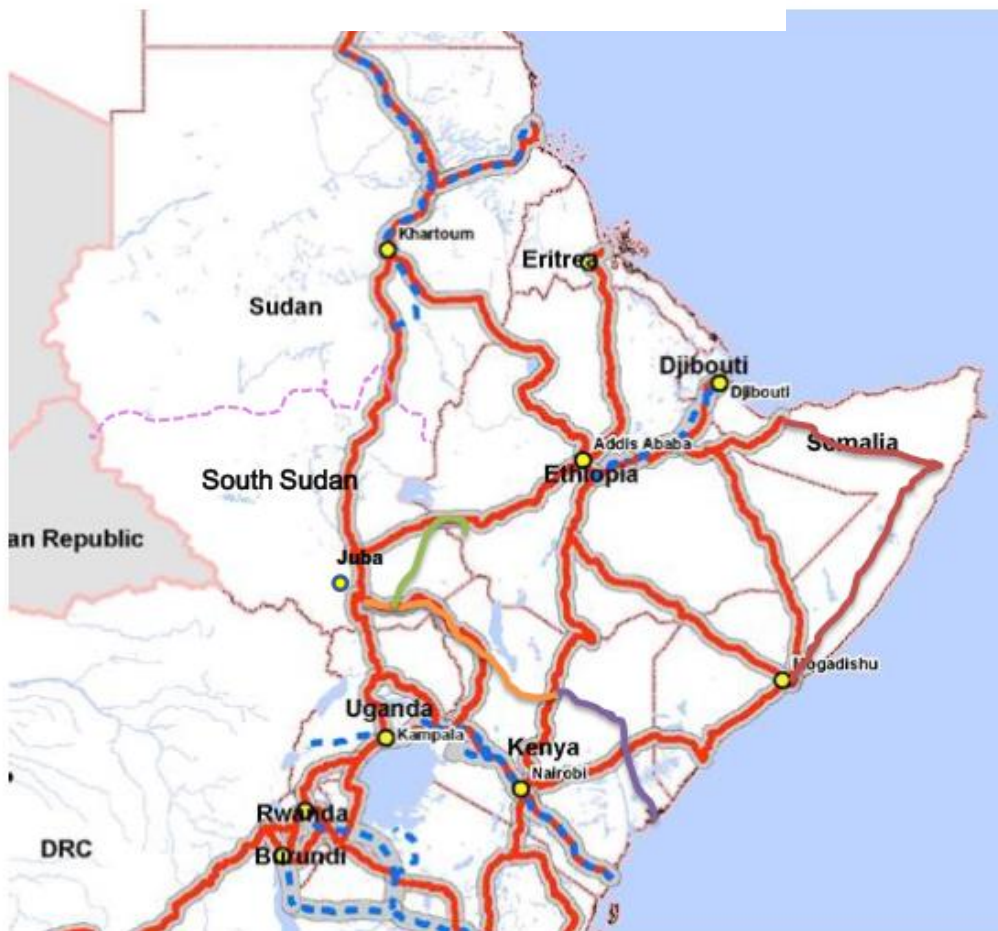 Khartoum
Eritrea
Sudan
Djibouti
Djibouti
Addis Ababa
Somalia
Ethiopia
South Sudan
an Republic
Juba
Mogadishu
Uganda
Kampala
Kenya
Nairobi
Rwanda
DRC
Burundi